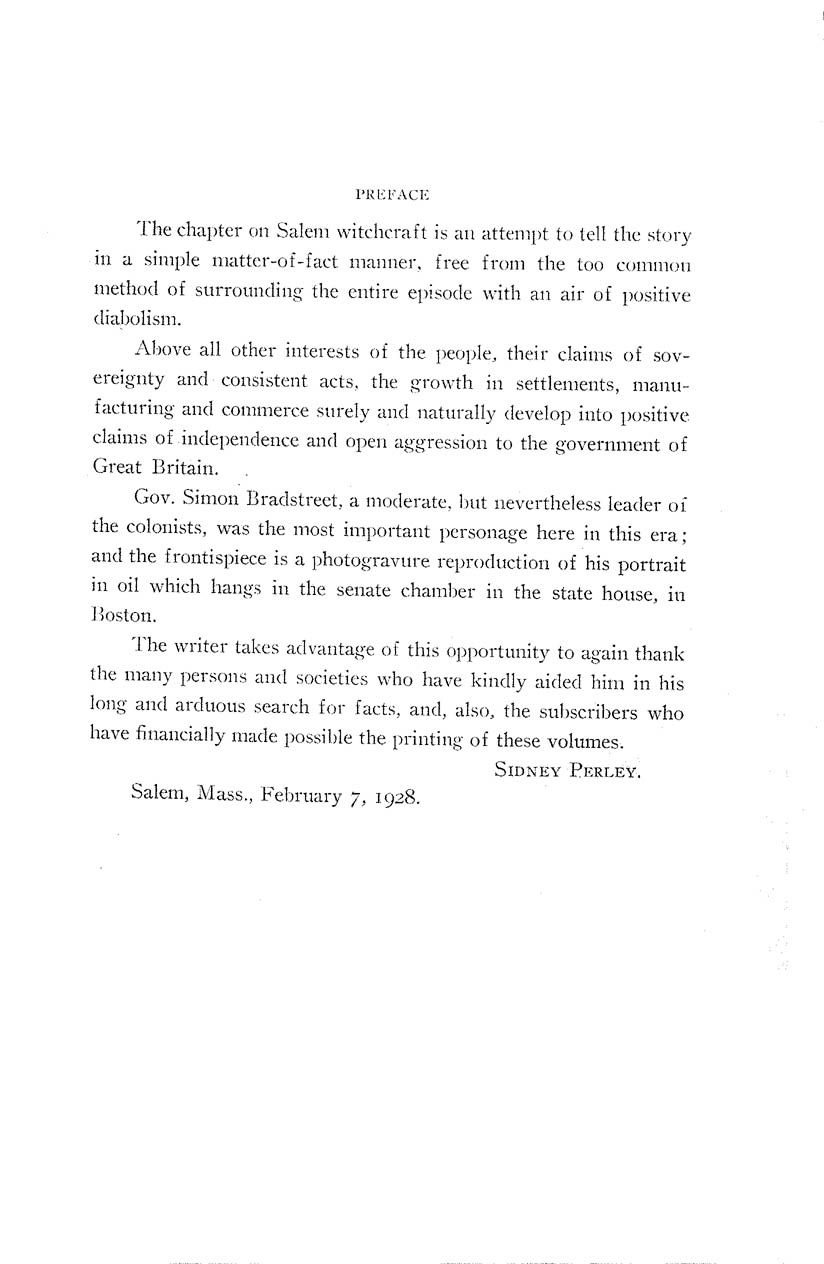 PREFACE
The chapter on Salem witchcraft is an attempt to tell the story
in a simple matter-of-fact manner, free from the too common
method of surrounding the entire episode with an air of positive
diabolism.
Above all other interests of the people, their claims of sov-
ereignty and consistent acts, the growth in settlements, manu-
facturing and commerce surely and naturally develop into positive
claims of independence and open aggression to the government of
Great Britain.
Gov. Simon Bradstreet, a moderate, but nevertheless leader of
the colonists, was the most important personage here in this era;
and the frontispiece is a photogravure reproduction of his portrait
in oil which hangs in the senate chamber in the state house, in
Boston.
The writer takes advantage of this opportunity to again thank
the many persons and societies who have kindly aided him in his
long and arduous search for facts, and, also, the subscribers who
have financially made possible the printing of these volumes.
SIDNEY PERLEY.
Salem, Mass., February 7, 1928.